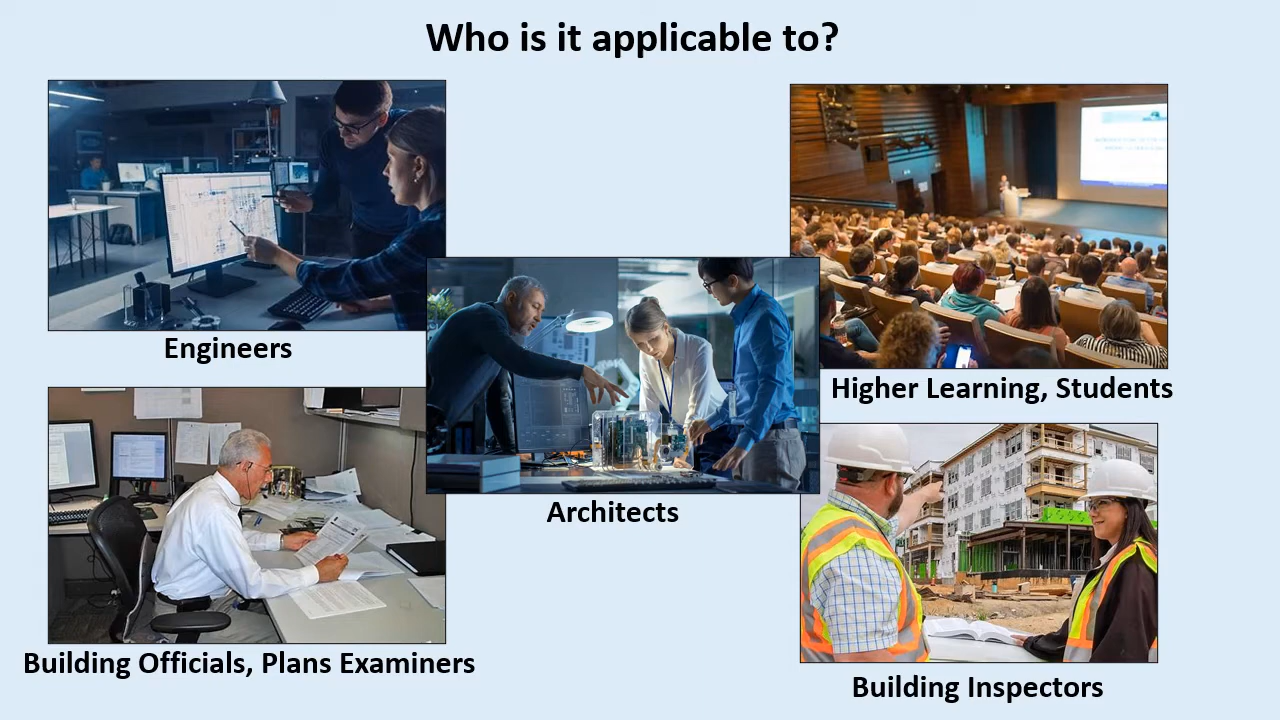 Who is it applicable to?
Engineers
Higher Learning, Students
Architects
Building Officials, Plans Examiners
Building Inspectors